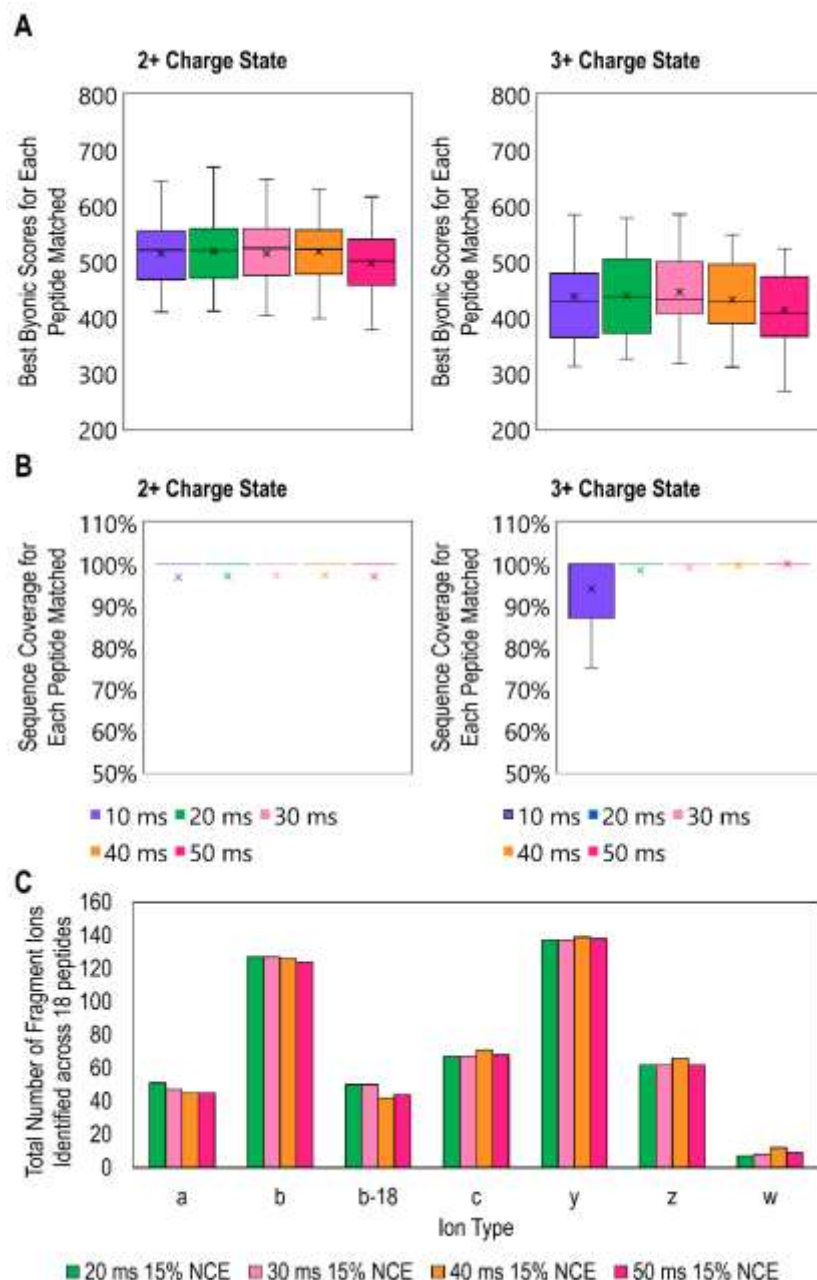 A
2+ Charge State
3+ Charge State
Best Byonic Scores for Each
Peptide Matched
800
700
600
500
400
300
200
Best Byonic Scores for Each
Peptide Matched
800
700
600
500
400
300
200
B
2+ Charge State
3+ Charge State
Sequence Coverage for
Each Peptide Matched
110%
100%
90%
80%
70%
60%
50%
Sequence Coverage for
Each Peptide Matched
110%
100%
90%
80%
70%
60%
50%
10 ms 20 ms 30 ms
40 ms 50 ms
10 ms 20 ms 30 ms
40 ms 50 ms
C
Total Number of Fragment Ions
Identified across 18 peptides
160
140
120
100
80
60
40
20
0
a b b-18 c y z w
Ion Type
20 ms 15% NCE 30 ms 15% NCE 40 ms 15% NCE 50 ms 15% NCE